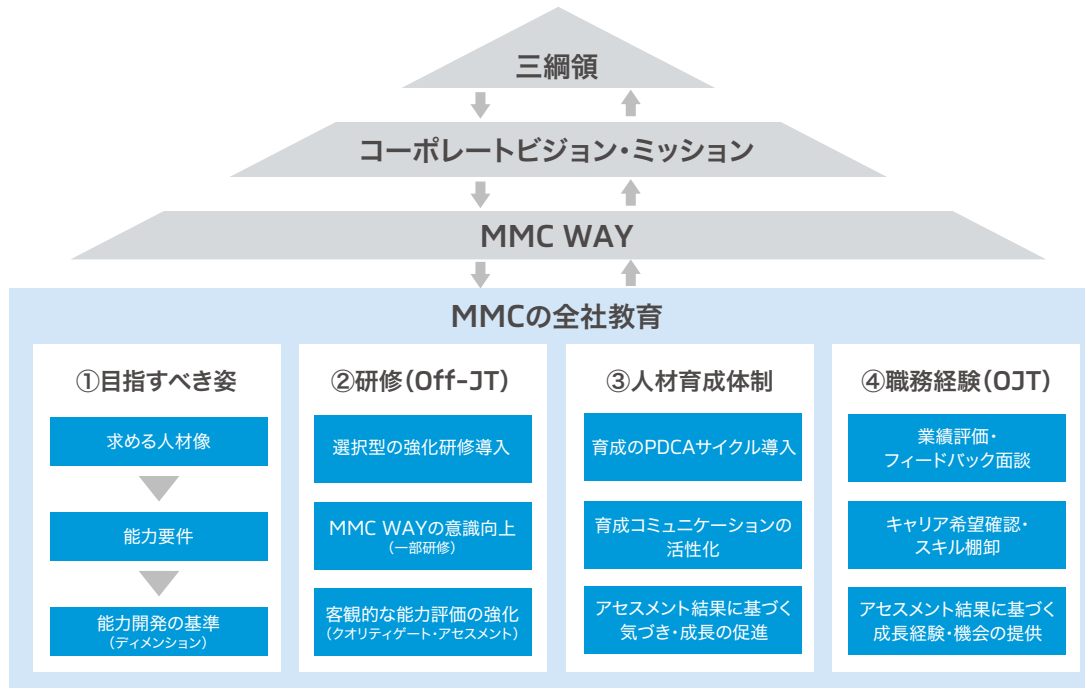 三綱領
コーポレートビジョン・ミッション
MMC WAY
MMCの全社教育
①目指すべき姿
求める人材像
能力要件
能力開発の基準
（ディメンション）
②研修（Off-JT）
選択型の強化研修導入
MMC WAYの意識向上
（一部研修）
客観的な能力評価の強化
（クオリティゲート・アセスメント）
③人材育成体制
育成のPDCAサイクル導入
育成コミュニケーションの
活性化
アセスメント結果に基づく
気づき・成長の促進
④職務経験（OJT）
業績評価・
フィードバック面談
キャリア希望確認・
スキル棚卸
アセスメント結果に基づく
成長経験・機会の提供